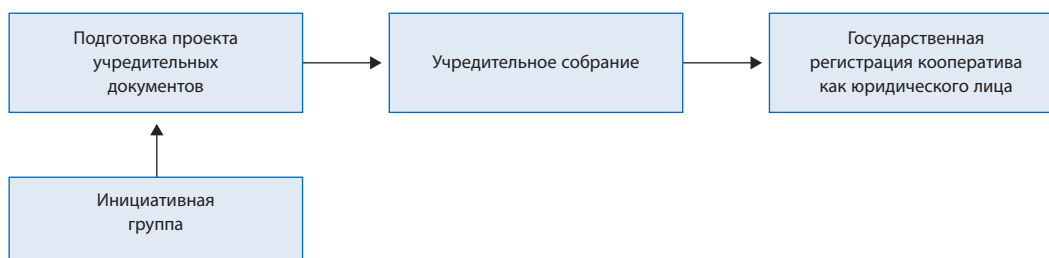 Подготовка проекта
учредительных
документов
Учредительное собрание
Государственная
регистрация кооператива
как юридического лица
Инициативная
группа